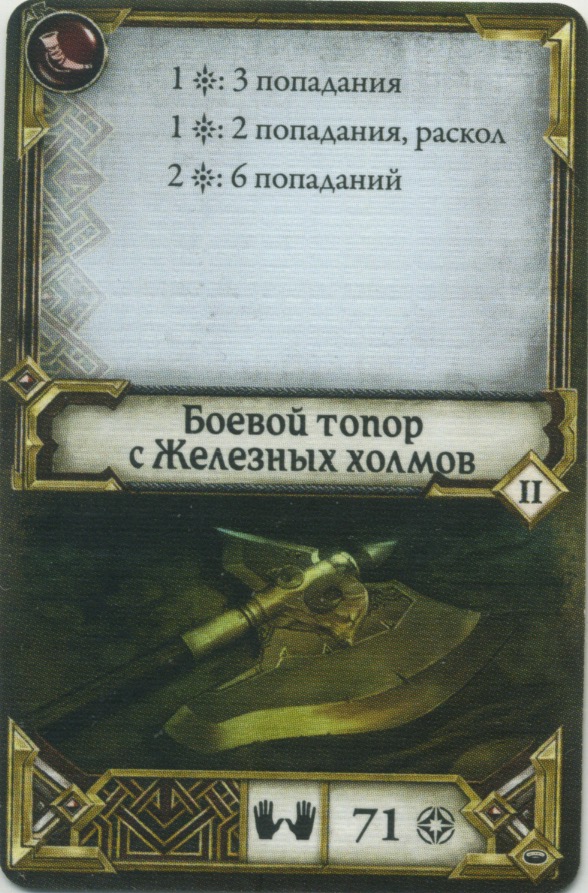 1 : 3 попадания
1 : 2 попадания, раскол
2 : 6 попаданий
Боевой топор
с Железных холмов
II
71